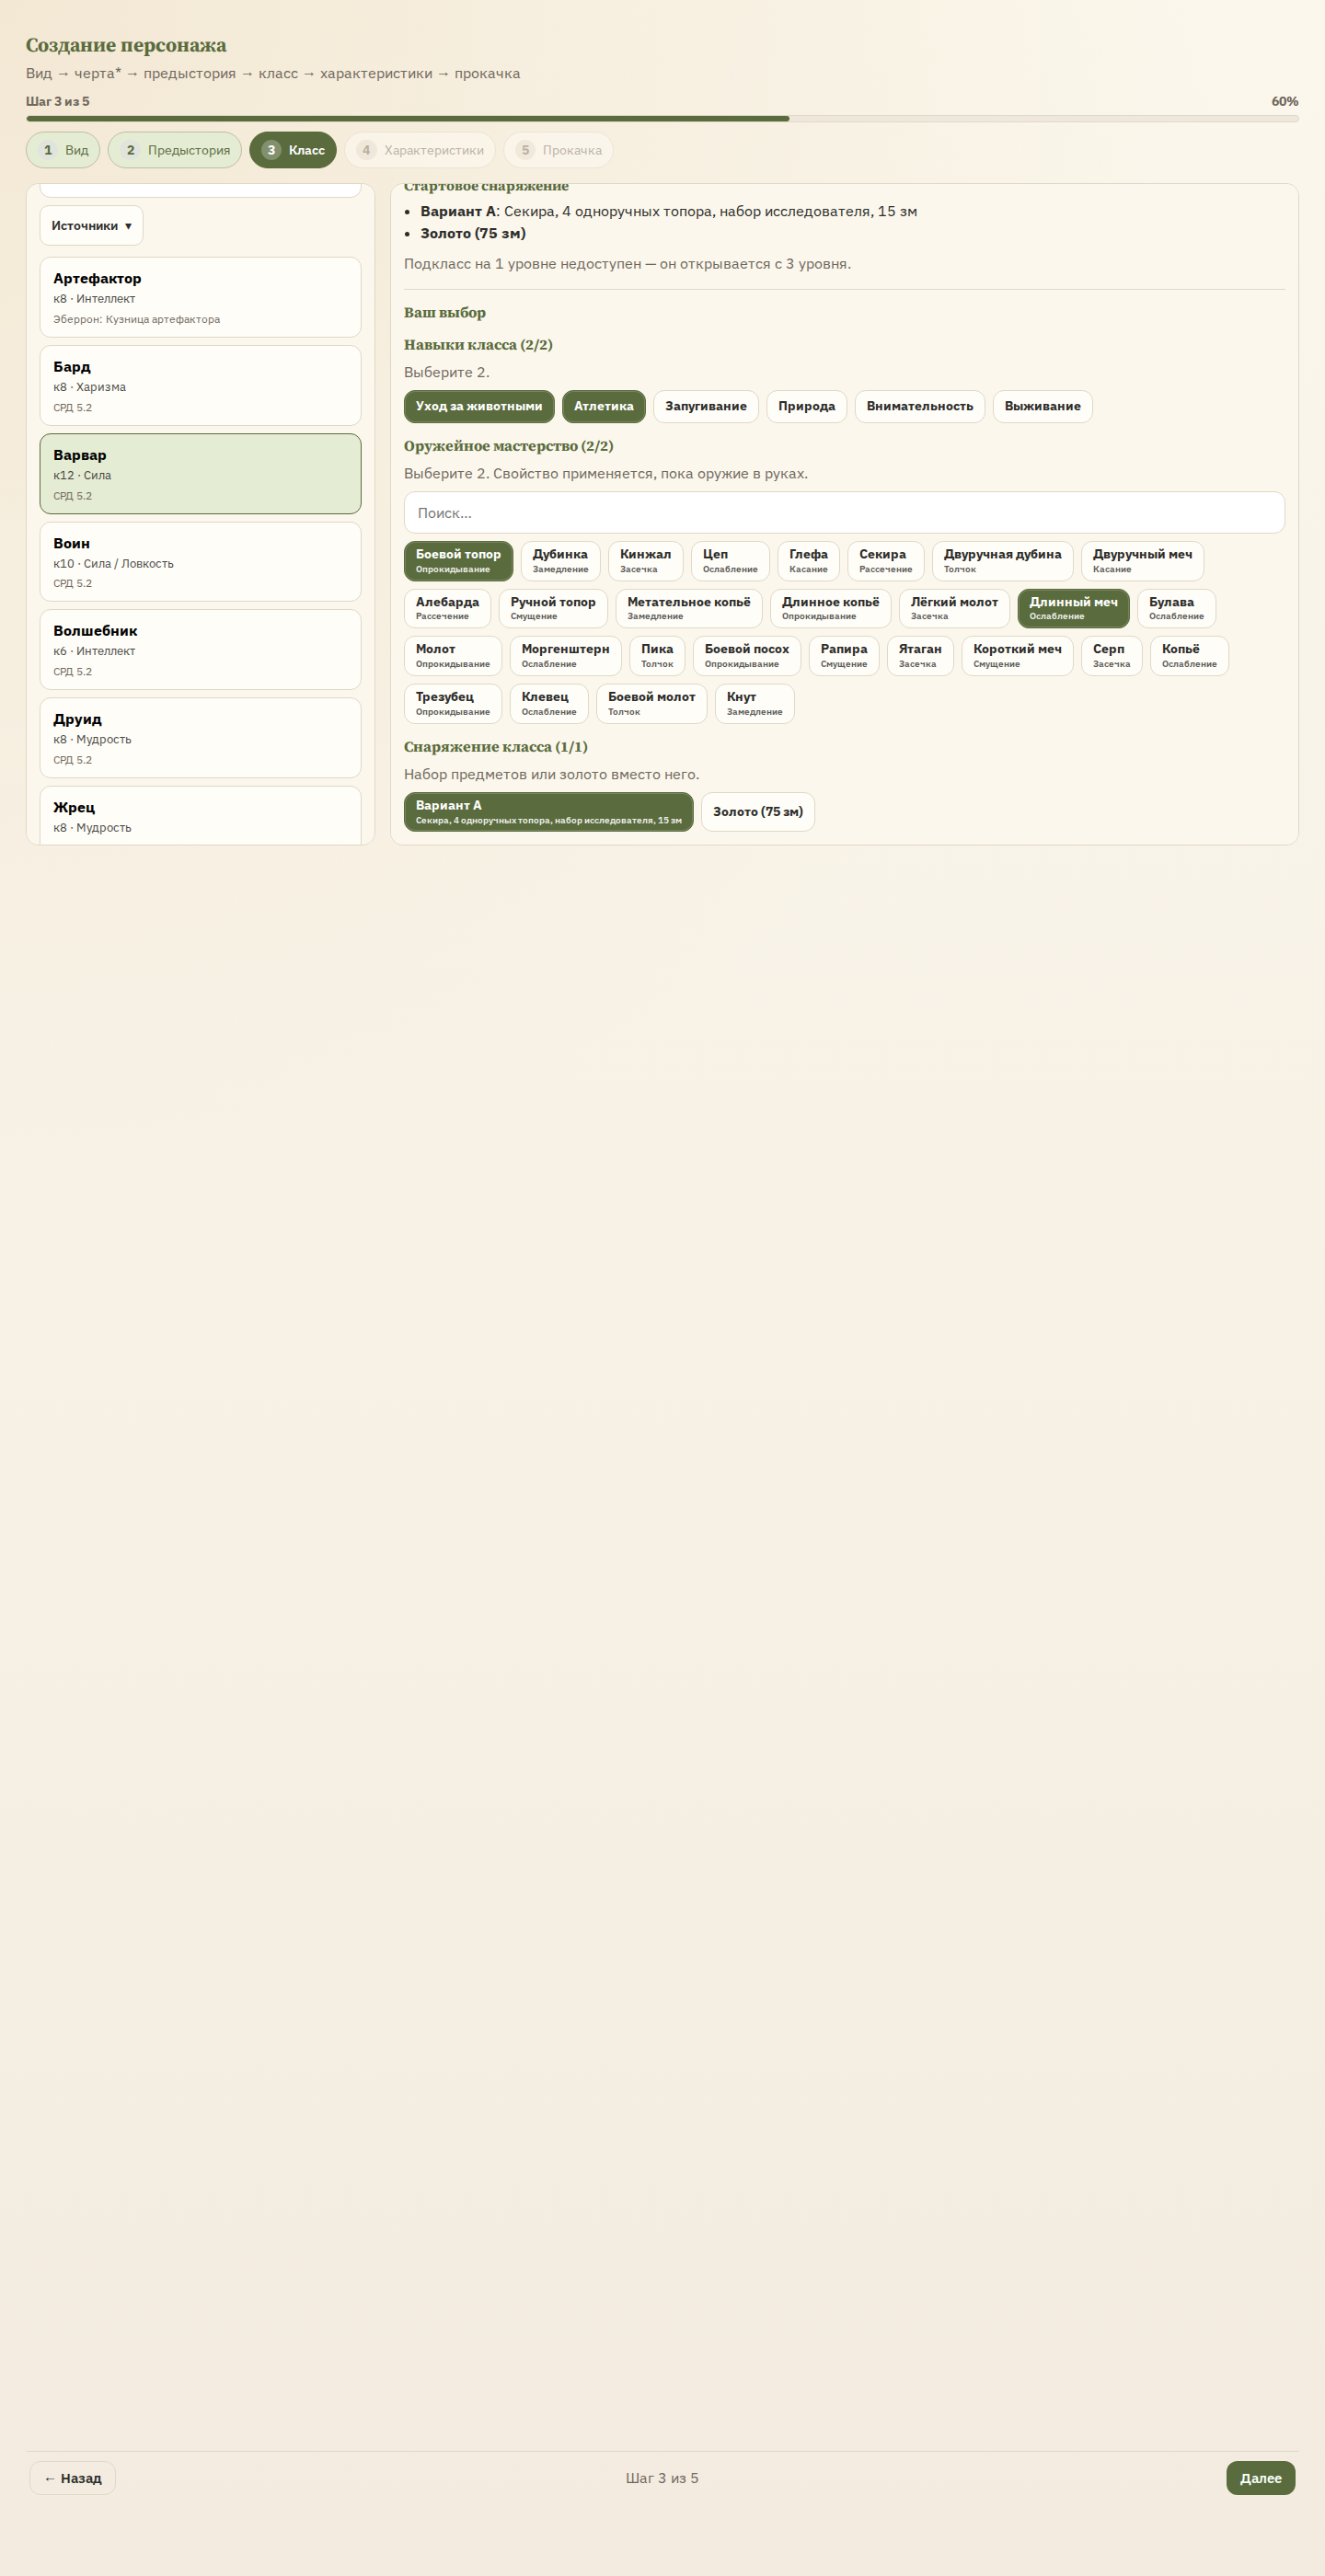 Создание персонажа
Вид → черта* → предыстория → класс → характеристики → прокачка
Шаг 3 из 5
60%
1 Вид
2 Предыстория
3 Класс
4 Характеристики
5 Прокачка
Источники ▾
Артефактор
к8 · Интеллект
Эберрон: Кузница артефактора
Бард
к8 · Харизма
СРД 5.2
Варвар
к12 · Сила
СРД 5.2
Воин
к10 · Сила / Ловкость
СРД 5.2
Волшебник
к6 · Интеллект
СРД 5.2
Друид
к8 · Мудрость
СРД 5.2
Жрец
к8 · Мудрость
Стартовое снаряжение
• Вариант A: Секира, 4 одноручных топора, набор исследователя, 15 зм
• Золото (75 зм)
Подкласс на 1 уровне недоступен — он открывается с 3 уровня.
Ваш выбор
Навыки класса (2/2)
Выберите 2.
Уход за животными
Атлетика
Запугивание
Природа
Внимательность
Выживание
Оружейное мастерство (2/2)
Выберите 2. Свойство применяется, пока оружие в руках.
Поиск...
Боевой топор
Опрокидывание
Дубинка
Замедление
Кинжал
Засечка
Цеп
Ослабление
Глефа
Касание
Секира
Рассечение
Двуручная дубина
Толчок
Двуручный меч
Касание
Алебарда
Рассечение
Ручной топор
Смущение
Метательное копьё
Замедление
Длинное копьё
Опрокидывание
Лёгкий молот
Засечка
Длинный меч
Ослабление
Булава
Ослабление
Молот
Опрокидывание
Моргенштерн
Ослабление
Пика
Толчок
Боевой посох
Опрокидывание
Рапира
Смущение
Ятаган
Засечка
Короткий меч
Смущение
Серп
Засечка
Копьё
Ослабление
Трезубец
Опрокидывание
Клевец
Ослабление
Боевой молот
Толчок
Кнут
Замедление
Снаряжение класса (1/1)
Набор предметов или золото вместо него.
Вариант A
Секира, 4 одноручных топора, набор исследователя, 15 зм
Золото (75 зм)
← Назад
Шаг 3 из 5
Далее